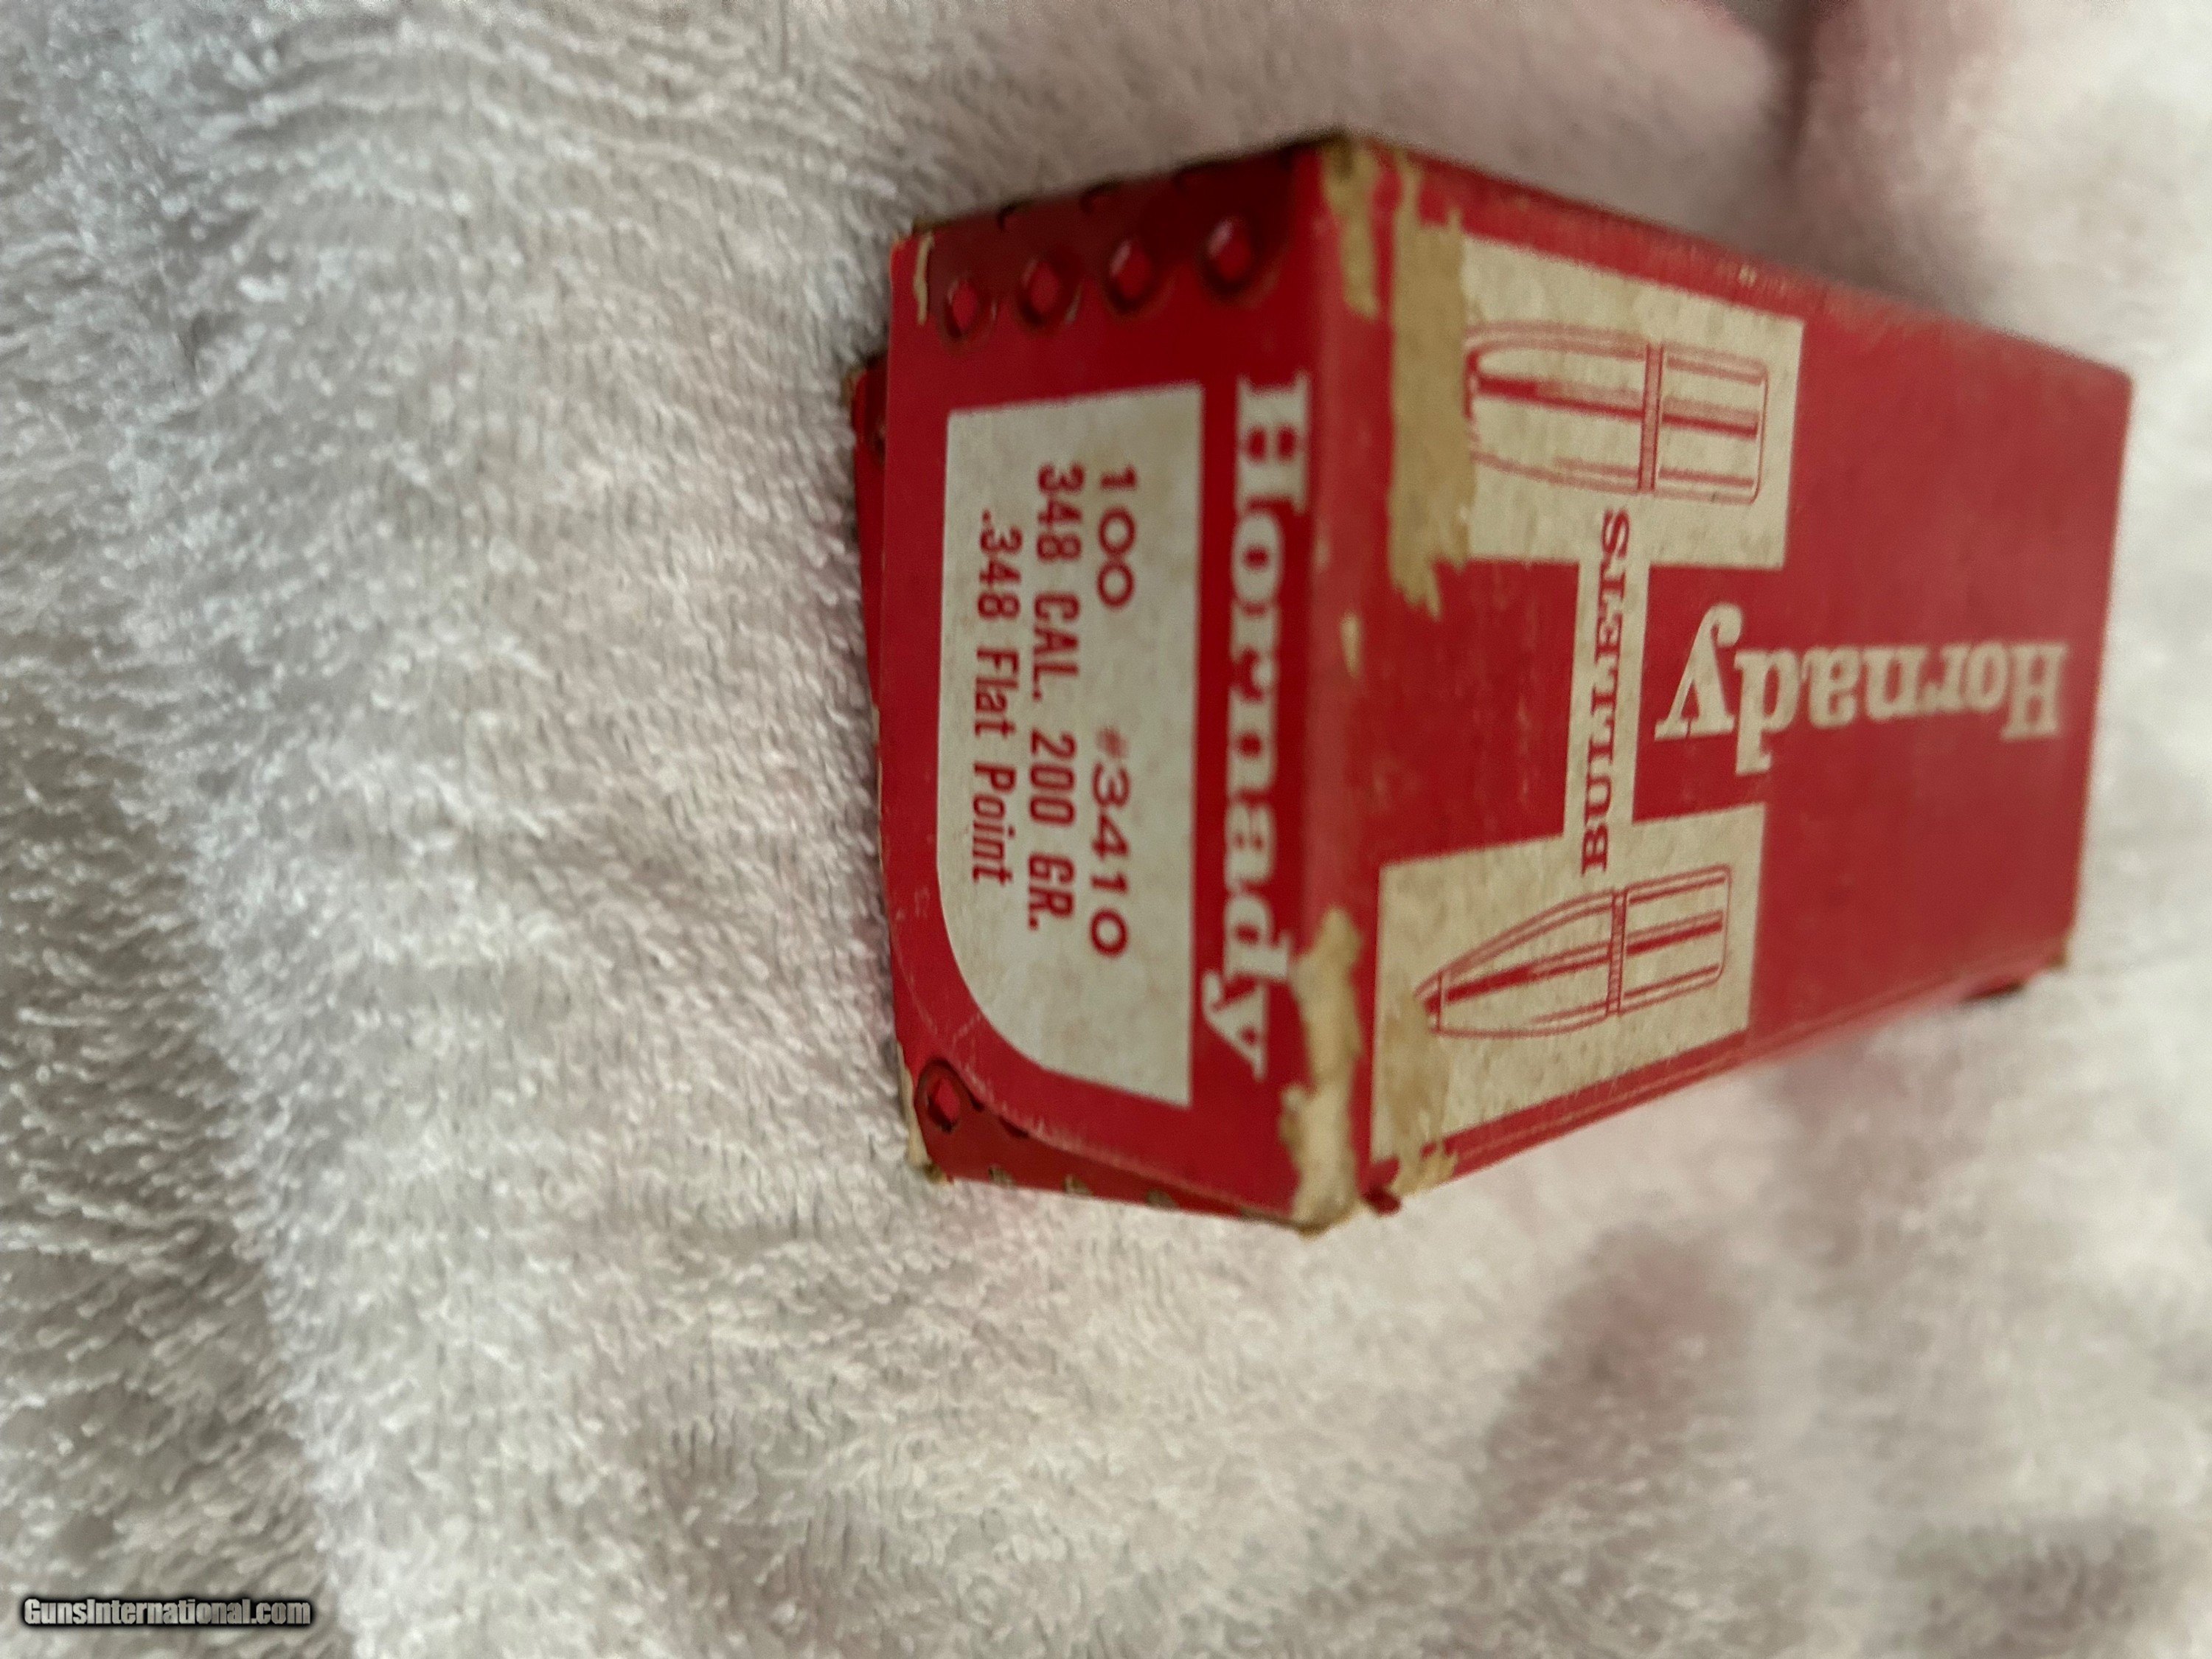 Hornady
100 #3410
348 CAL. 200 GR.
.348 Flat Point
BULLETS
Hornady
GunsInternational.com